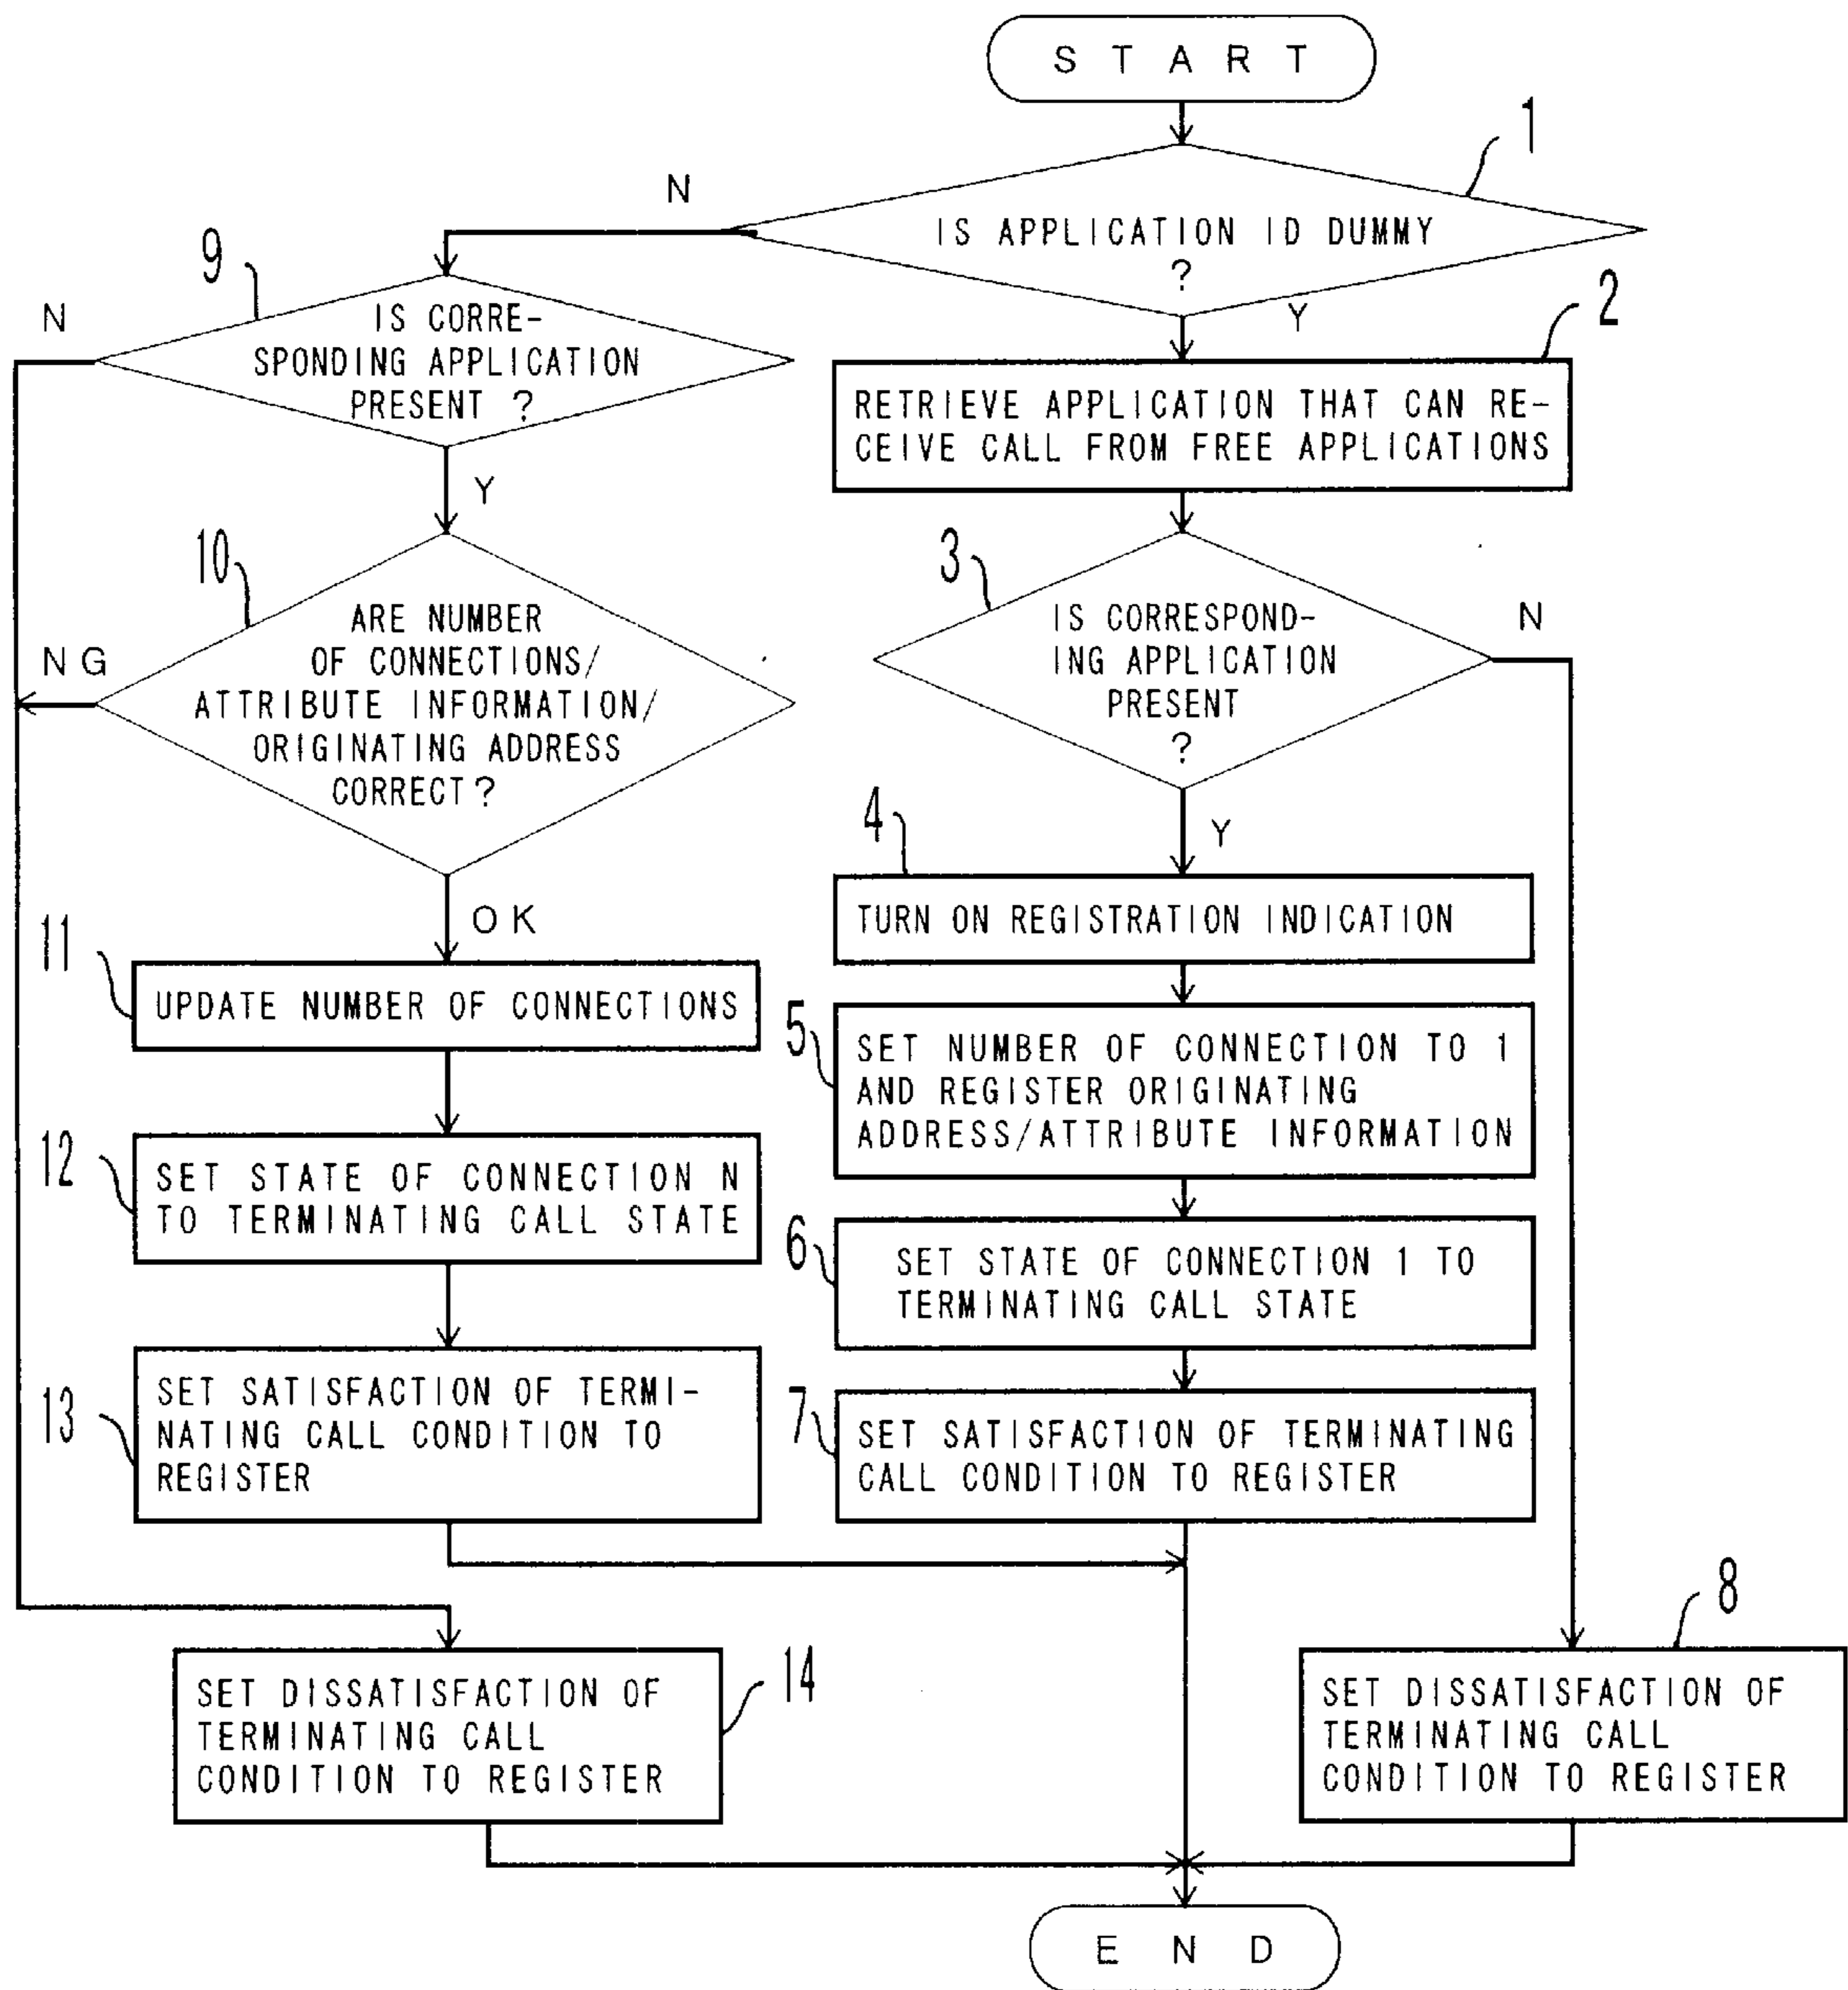 START
1
N
IS APPLICATION ID DUMMY
?
Y
9
N
IS CORRE-
SPONDING APPLICATION
PRESENT ?
Y
2
RETRIEVE APPLICATION THAT CAN RE-
CEIVE CALL FROM FREE APPLICATIONS
3
IS CORRESPOND-
ING APPLICATION
PRESENT
?
N
Y
10
ARE NUMBER
OF CONNECTIONS/
ATTRIBUTE INFORMATION/
ORIGINATING ADDRESS
CORRECT?
NG
OK
4
TURN ON REGISTRATION INDICATION
11
UPDATE NUMBER OF CONNECTIONS
5
SET NUMBER OF CONNECTION TO 1
AND REGISTER ORIGINATING
ADDRESS/ATTRIBUTE INFORMATION
12
SET STATE OF CONNECTION N
TO TERMINATING CALL STATE
6
SET STATE OF CONNECTION 1 TO
TERMINATING CALL STATE
13
SET SATISFACTION OF TERMI-
NATING CALL CONDITION TO
REGISTER
7
SET SATISFACTION OF TERMINATING
CALL CONDITION TO REGISTER
14
SET DISSATISFACTION OF
TERMINATING CALL
CONDITION TO REGISTER
8
SET DISSATISFACTION OF
TERMINATING CALL
CONDITION TO REGISTER
END